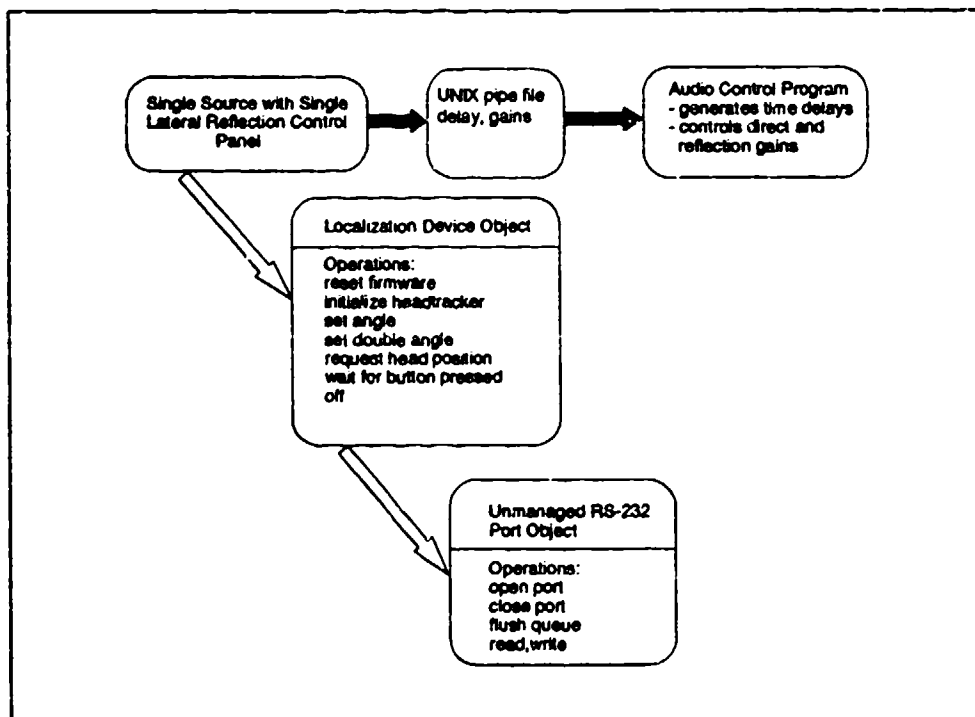 Single Source with Single
Lateral Reflection Control
Panel
UNIX pipe file
delay, gains
Audio Control Program
- generates time delays
- controls direct and
reflection gains
Localization Device Object
Operations:
reset firmware
initialize headtracker
set angle
set double angle
request head position
wait for button pressed
off
Unmanaged RS-232
Port Object
Operations:
open port
close port
flush queue
read,write